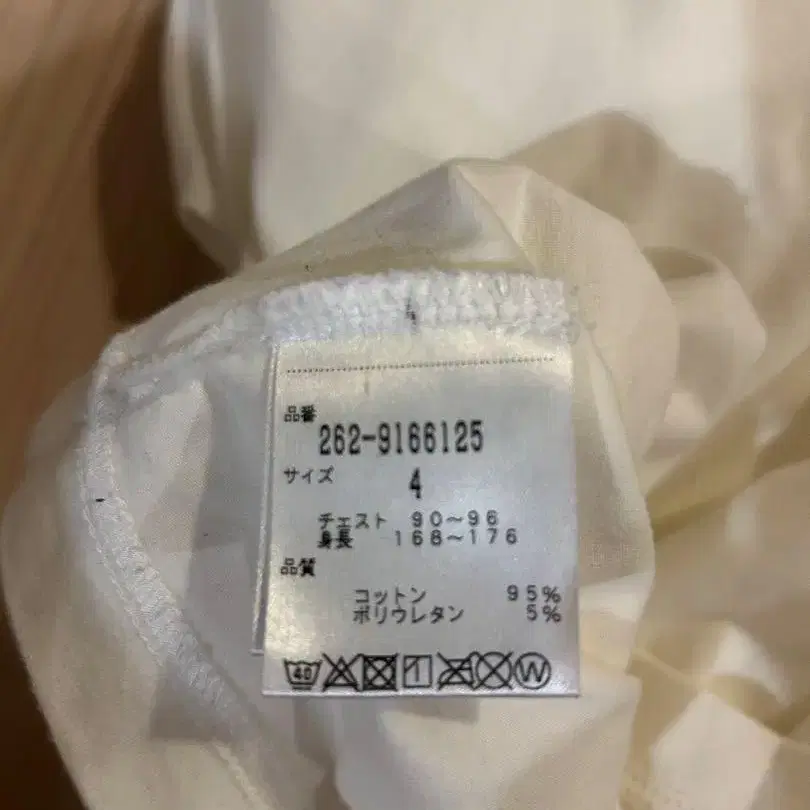 品番
262-9166125
サイズ
4
チェスト 90～96
身長 168～176
品質
コットン 95%
ポリウレタン 5%
40 W